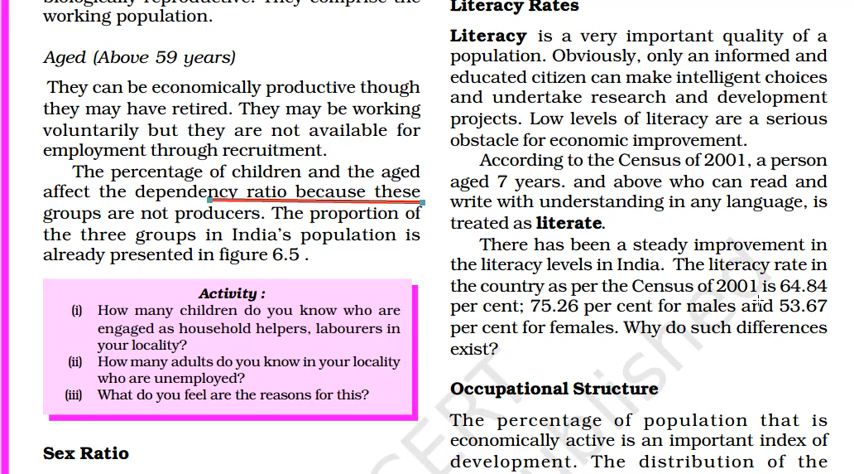 biologically reproductive. They comprise the
working population.
Aged (Above 59 years)
They can be economically productive though
they may have retired. They may be working
voluntarily but they are not available for
employment through recruitment.
The percentage of children and the aged
affect the dependency ratio because these
groups are not producers. The proportion of
the three groups in India's population is
already presented in figure 6.5 .
Activity :
(i) How many children do you know who are
engaged as household helpers, labourers in
your locality?
(ii) How many adults do you know in your locality
who are unemployed?
(iii) What do you feel are the reasons for this?
Sex Ratio
Literacy Rates
Literacy is a very important quality of a
population. Obviously, only an informed and
educated citizen can make intelligent choices
and undertake research and development
projects. Low levels of literacy are a serious
obstacle for economic improvement.
According to the Census of 2001, a person
aged 7 years. and above who can read and
write with understanding in any language, is
treated as literate.
There has been a steady improvement in
the literacy levels in India. The literacy rate in
the country as per the Census of 2001 is 64.84
per cent; 75.26 per cent for males and 53.67
per cent for females. Why do such differences
exist?
Occupational Structure
The percentage of population that is
economically active is an important index of
development. The distribution of the